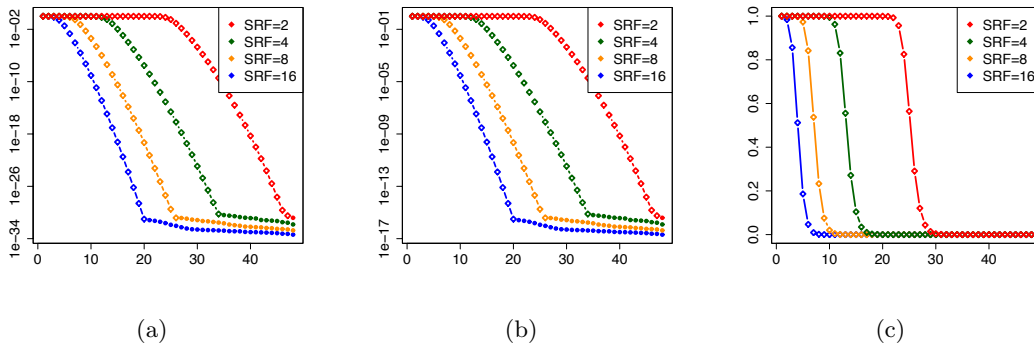 1e-02
1e-10
1e-18
1e-26
1e-34
0
10
20
30
40
SRF=2
SRF=4
SRF=8
SRF=16
(a)
1e-01
1e-05
1e-09
1e-13
1e-17
0
10
20
30
40
SRF=2
SRF=4
SRF=8
SRF=16
(b)
1.0
0.8
0.6
0.4
0.2
0.0
0
10
20
30
40
SRF=2
SRF=4
SRF=8
SRF=16
(c)